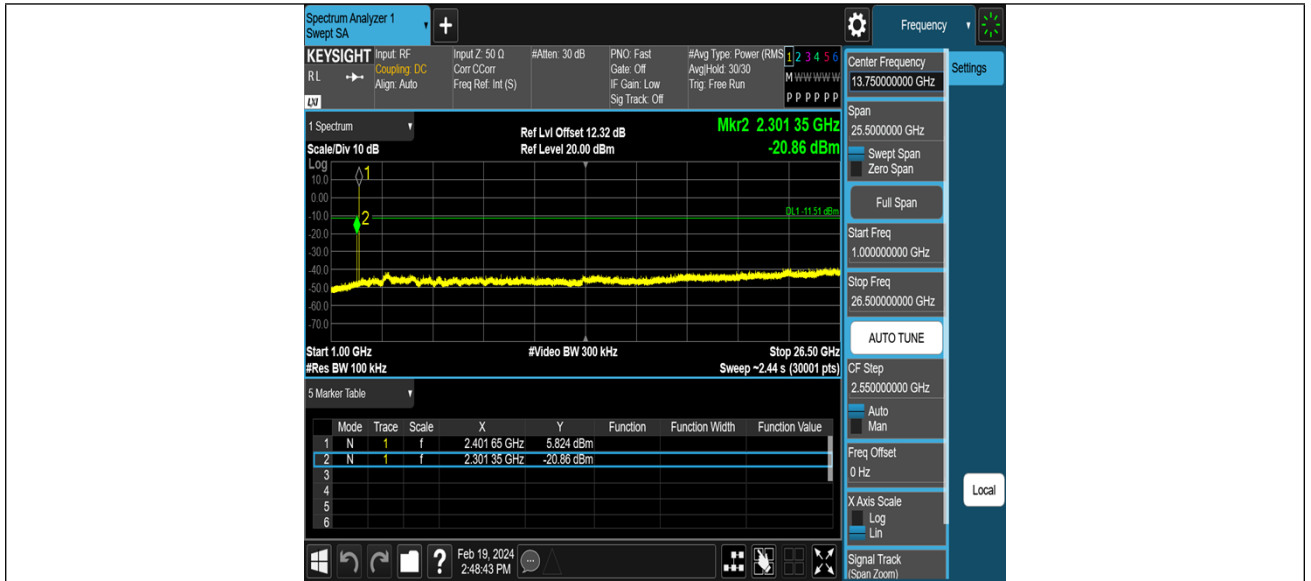 Spectrum Analyzer 1
Swept SA
+
Frequency
KEYSIGHT
RL
LXI
Input: RF
Coupling: DC
Align: Auto
Input Z: 50 Ω
Corr CCorr
Freq Ref: Int (S)
#Atten: 30 dB
PNO: Fast
Gate: Off
IF Gain: Low
Sig Track: Off
#Avg Type: Power (RMS
Avg|Hold: 30/30
Trig: Free Run
1 2 3 4 5 6
M W W W W W
P P P P P P
1 Spectrum
Scale/Div 10 dB
Ref Lvl Offset 12.32 dB
Ref Level 20.00 dBm
Mkr2 2.301 35 GHz
-20.86 dBm
Log
10.0
0.00
-10.0
-20.0
-30.0
-40.0
-50.0
-60.0
-70.0
1
2
DL1 -11.51 dBm
Start 1.00 GHz
#Res BW 100 kHz
#Video BW 300 kHz
Stop 26.50 GHz
Sweep ~2.44 s (30001 pts)
5 Marker Table
Mode Trace Scale X Y Function Function Width Function Value
1 N 1 f 2.401 65 GHz 5.824 dBm
2 N 1 f 2.301 35 GHz -20.86 dBm
3
4
5
6
?
Feb 19, 2024
2:48:43 PM
Center Frequency
13.750000000 GHz
Settings
Span
25.5000000 GHz
Swept Span
Zero Span
Full Span
Start Freq
1.000000000 GHz
Stop Freq
26.500000000 GHz
AUTO TUNE
CF Step
2.550000000 GHz
Auto
Man
Freq Offset
0 Hz
X Axis Scale
Log
Lin
Local
Signal Track
(Span Zoom)